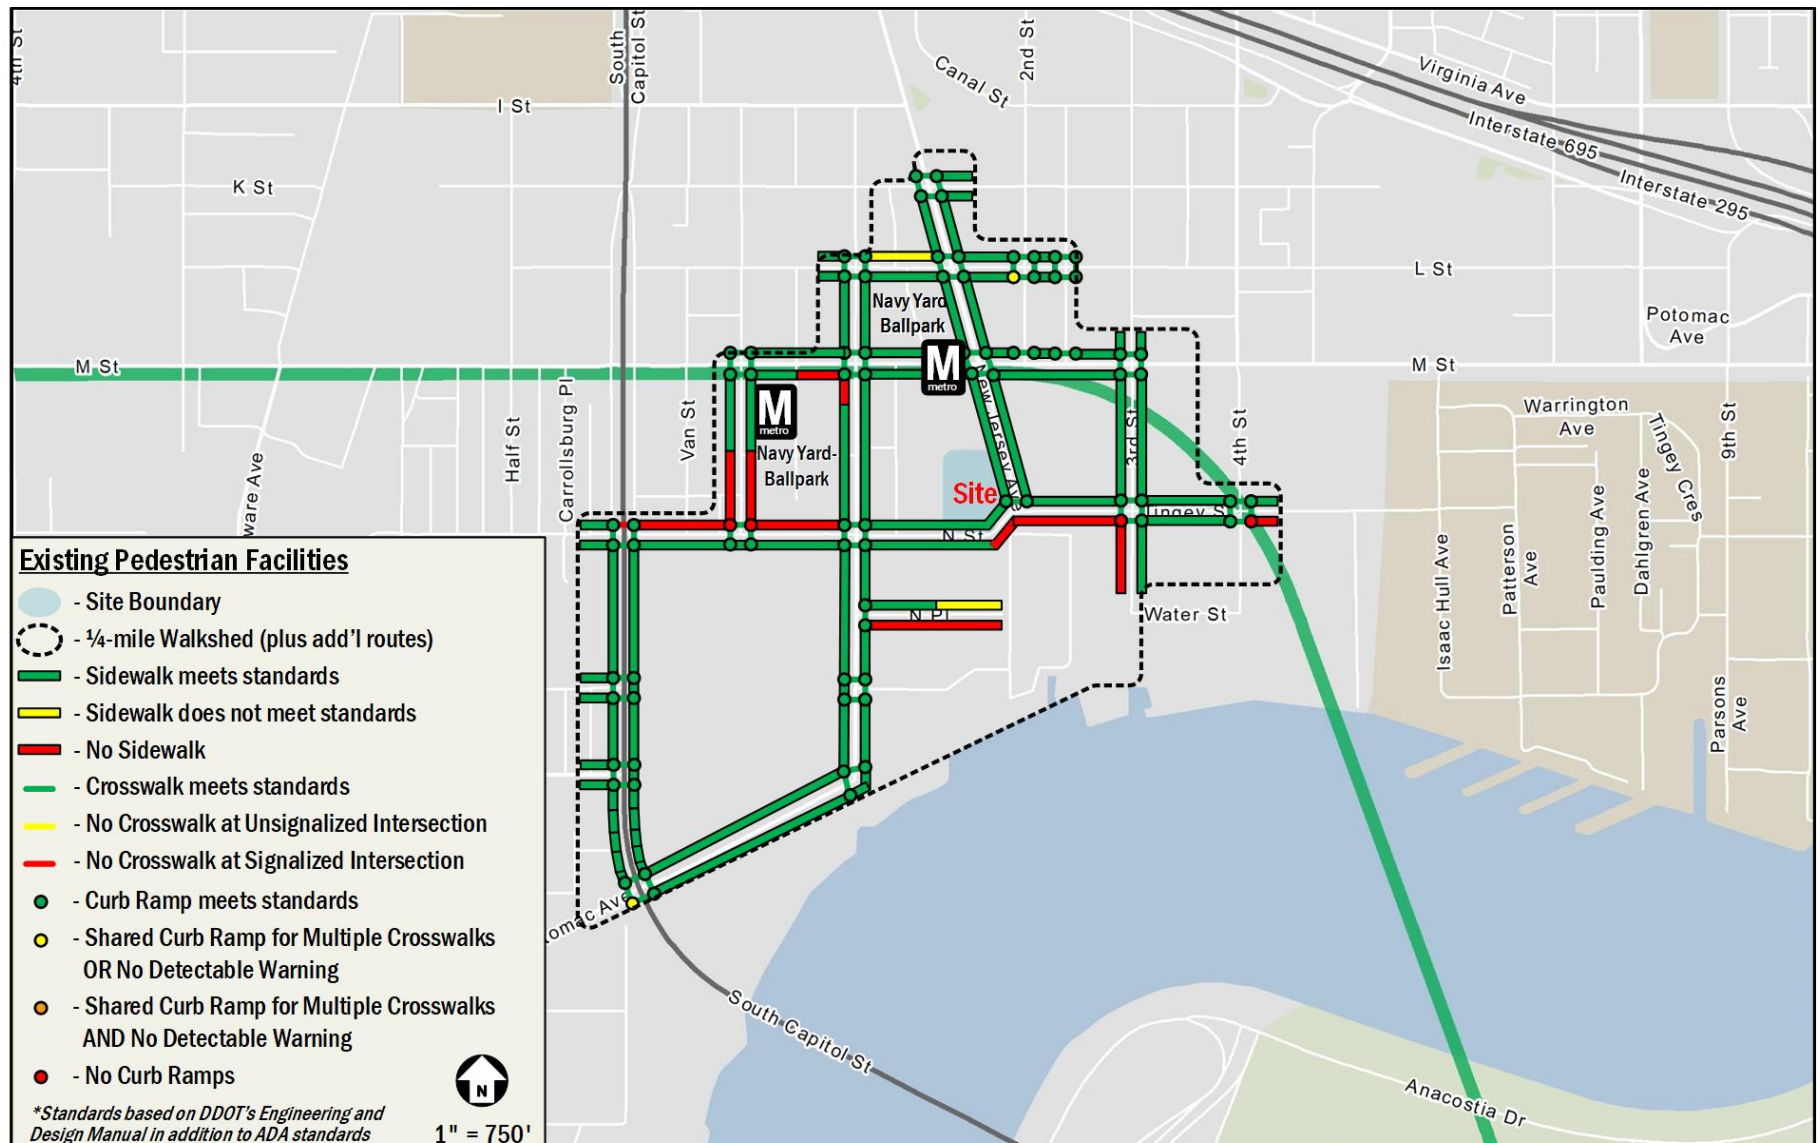 4th St
South
Capitol St
2nd St
Canal St
Virginia Ave
I St
Interstate 695
K St
Interstate 295
L St
Navy Yard
Ballpark
Potomac
Ave
M St
M
metro
M St
Carrollsburg Pl
Half St
Van St
M
metro
Navy Yard-
Ballpark
New Jersey Ave
3rd St
4th St
Warrington
Ave
Tingey Cres
9th St
ware Ave
Site
Tingey S
N St
Isaac Hull Ave
Patterson
Ave
Paulding Ave
Dahlgren Ave
N Pl
Water St
Parsons
Ave
tomac Ave
South Capitol St
Anacostia Dr
Existing Pedestrian Facilities
- Site Boundary
- ¼-mile Walkshed (plus add'l routes)
- Sidewalk meets standards
- Sidewalk does not meet standards
- No Sidewalk
- Crosswalk meets standards
- No Crosswalk at Unsignalized Intersection
- No Crosswalk at Signalized Intersection
- Curb Ramp meets standards
- Shared Curb Ramp for Multiple Crosswalks
OR No Detectable Warning
- Shared Curb Ramp for Multiple Crosswalks
AND No Detectable Warning
- No Curb Ramps
*Standards based on DDOT's Engineering and
Design Manual in addition to ADA standards
N
1" = 750'